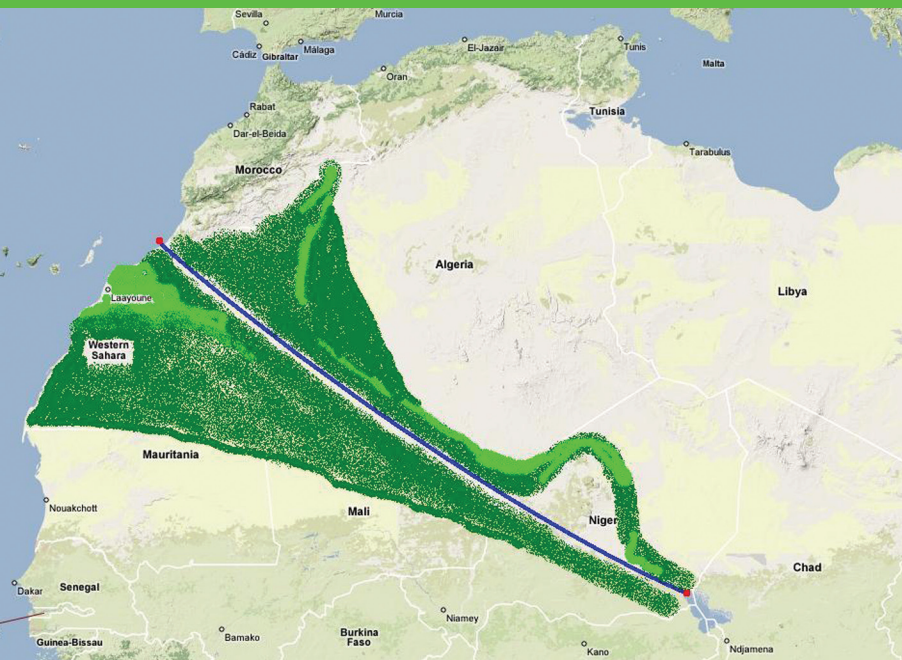 Sevilla
Murcia
Cádiz
Gibraltar
Málaga
El-Jazair
Tunis
Malta
Oran
Rabat
Tunisia
Dar-el-Beida
Tarabulus
Morocco
Algeria
Libya
Laayoune
Western
Sahara
Mauritania
Nouakchott
Mali
Niger
Chad
Dakar
Senegal
Niamey
Bamako
Burkina
Faso
Guinea-Bissau
Kano
Ndjamena